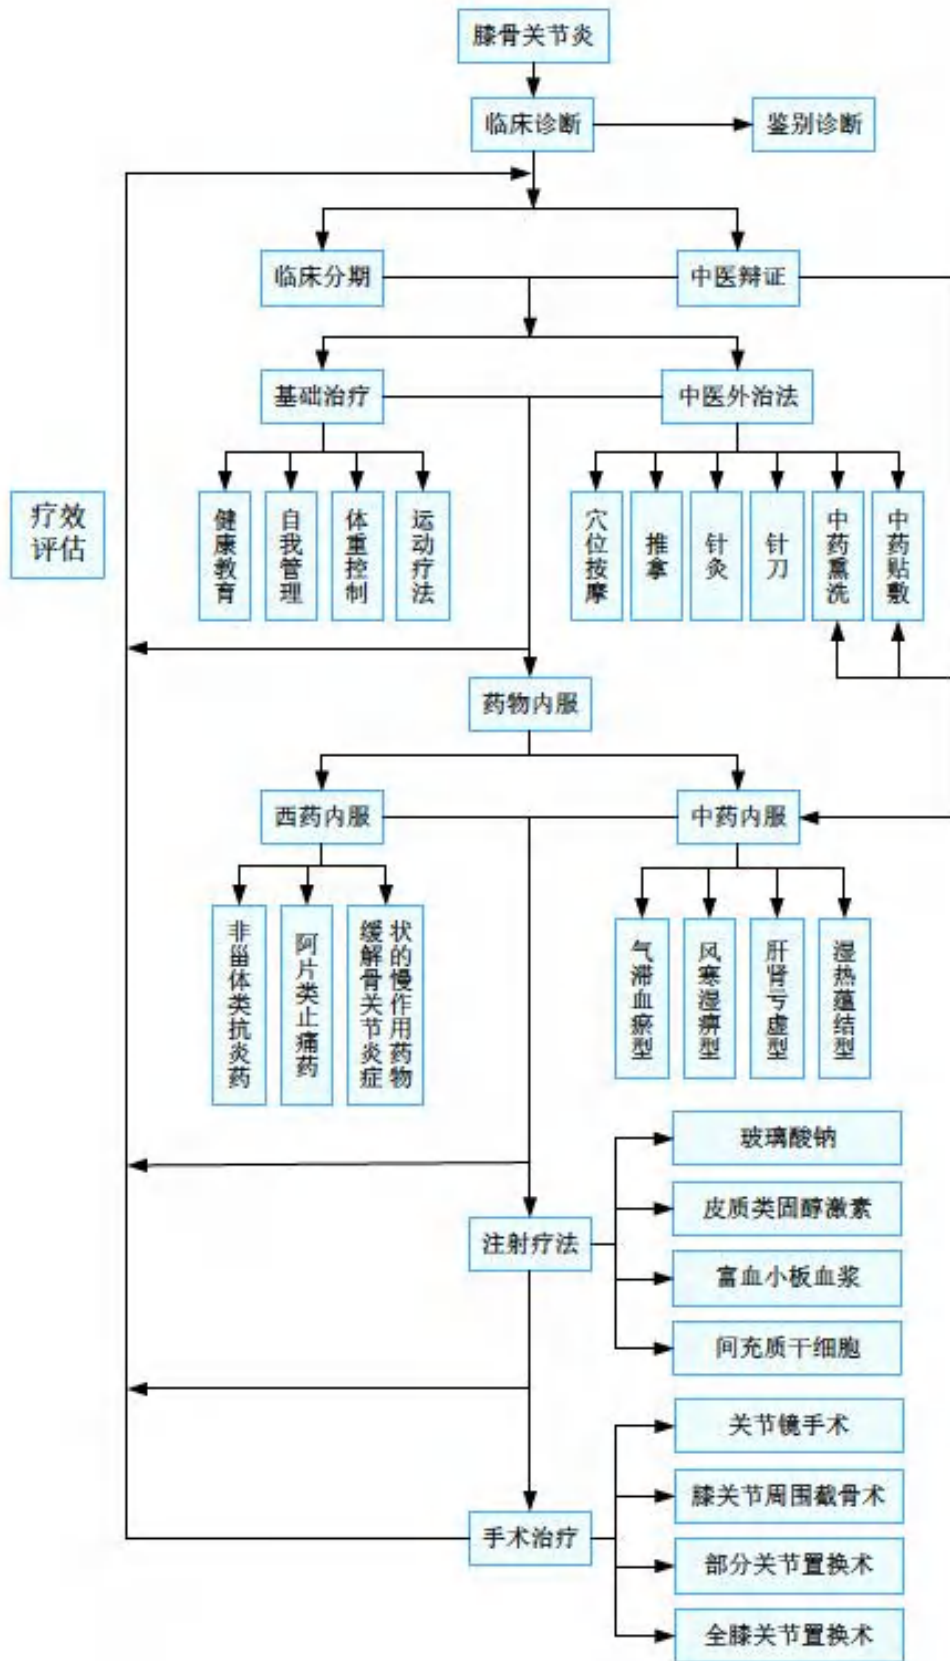 膝骨关节炎
临床诊断
鉴别诊断
临床分期
中医辩证
基础治疗
中医外治法
疗效
评估
健康教育
自我管理
体重控制
运动疗法
穴位按摩
推拿
针灸
针刀
中药熏洗
中药贴敷
药物内服
西药内服
中药内服
非甾体类抗炎药
阿片类止痛药
缓解骨关节炎症
状的慢作用药物
气滞血瘀型
风寒湿痹型
肝肾亏虚型
湿热蕴结型
玻璃酸钠
皮质类固醇激素
注射疗法
富血小板血浆
间充质干细胞
关节镜手术
膝关节周围截骨术
手术治疗
部分关节置换术
全膝关节置换术